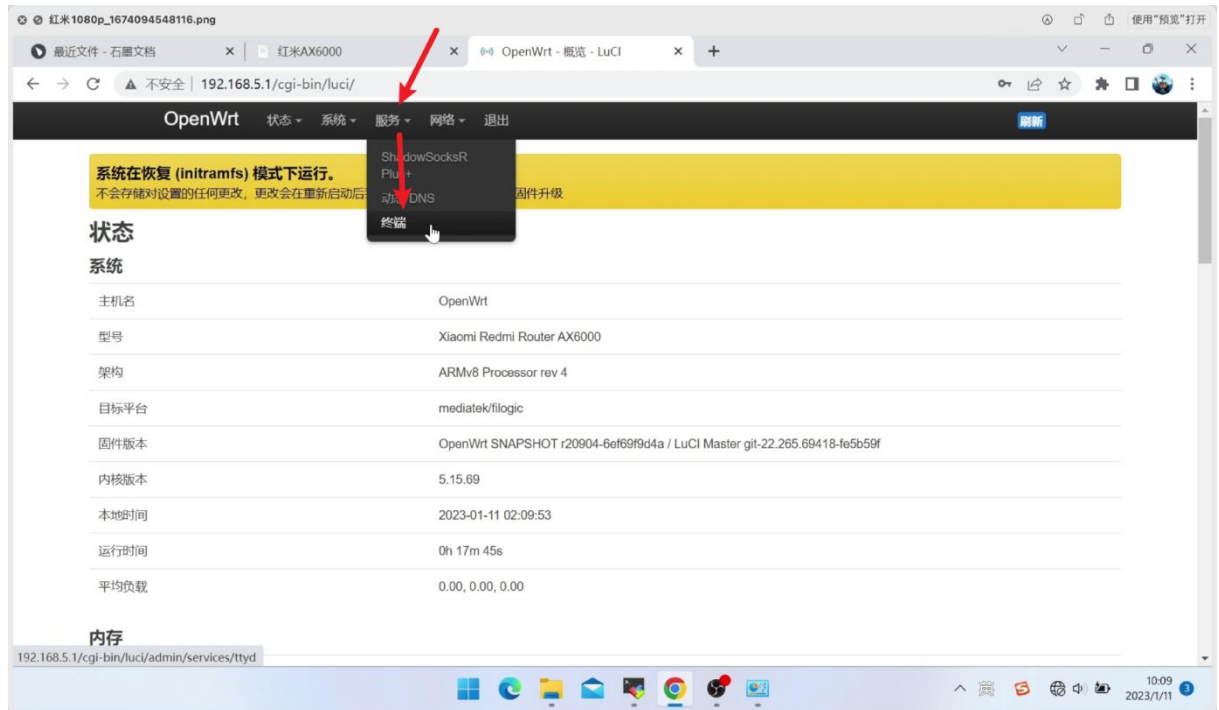 红米1080p_1674094548116.png 使用"预览"打开
最近文件 - 石墨文档 红米AX6000 OpenWrt - 概览 - LuCI
不安全 192.168.5.1/cgi-bin/luci/
OpenWrt 状态 系统 服务 网络 退出 刷新
ShadowSocksR
Plus+
动态 DNS
终端
系统在恢复 (initramfs) 模式下运行。
不会存储对设置的任何更改，更改会在重新启动后 固件升级
状态
系统
主机名 OpenWrt
型号 Xiaomi Redmi Router AX6000
架构 ARMv8 Processor rev 4
目标平台 mediatek/filogic
固件版本 OpenWrt SNAPSHOT r20904-6ef69f9d4a / LuCI Master git-22.265.69418-fe5b59f
内核版本 5.15.69
本地时间 2023-01-11 02:09:53
运行时间 0h 17m 45s
平均负载 0.00, 0.00, 0.00
内存
192.168.5.1/cgi-bin/luci/admin/services/ttyd
英 10:09
2023/1/11 3